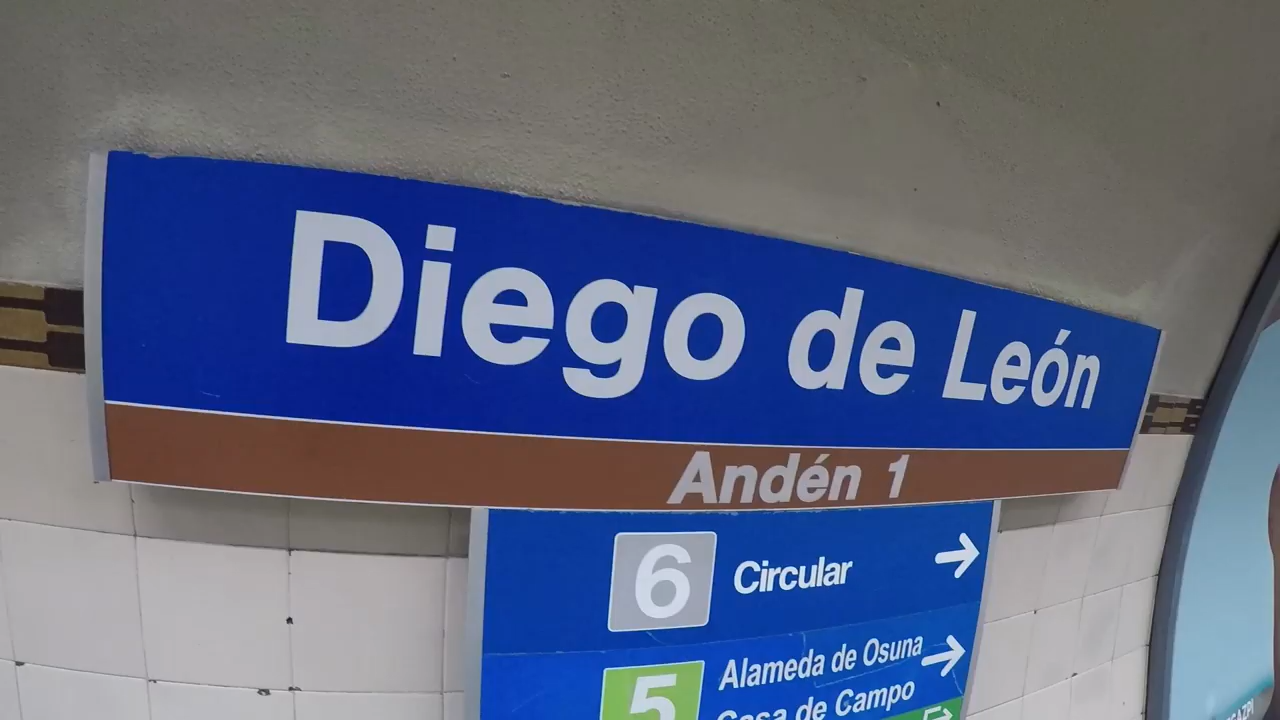 Diego de León
Andén 1
6 Circular
5 Alameda de Osuna
Casa de Campo